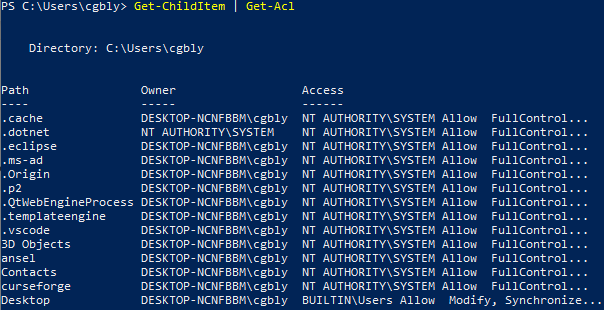 PS C:\Users\cgbly> Get-ChildItem | Get-Acl
Directory: C:\Users\cgbly
Path Owner Access
---- ----- ------
.cache DESKTOP-NCNFBBM\cgbly NT AUTHORITY\SYSTEM Allow  FullControl...
.dotnet NT AUTHORITY\SYSTEM NT AUTHORITY\SYSTEM Allow  FullControl...
.eclipse DESKTOP-NCNFBBM\cgbly NT AUTHORITY\SYSTEM Allow  FullControl...
.ms-ad DESKTOP-NCNFBBM\cgbly NT AUTHORITY\SYSTEM Allow  FullControl...
.Origin DESKTOP-NCNFBBM\cgbly NT AUTHORITY\SYSTEM Allow  FullControl...
.p2 DESKTOP-NCNFBBM\cgbly NT AUTHORITY\SYSTEM Allow  FullControl...
.QtWebEngineProcess DESKTOP-NCNFBBM\cgbly NT AUTHORITY\SYSTEM Allow  FullControl...
.templateengine DESKTOP-NCNFBBM\cgbly NT AUTHORITY\SYSTEM Allow  FullControl...
.vscode DESKTOP-NCNFBBM\cgbly NT AUTHORITY\SYSTEM Allow  FullControl...
3D Objects DESKTOP-NCNFBBM\cgbly NT AUTHORITY\SYSTEM Allow  FullControl...
ansel DESKTOP-NCNFBBM\cgbly NT AUTHORITY\SYSTEM Allow  FullControl...
Contacts DESKTOP-NCNFBBM\cgbly NT AUTHORITY\SYSTEM Allow  FullControl...
curseforge DESKTOP-NCNFBBM\cgbly NT AUTHORITY\SYSTEM Allow  FullControl...
Desktop DESKTOP-NCNFBBM\cgbly BUILTIN\Users Allow  Modify, Synchronize...